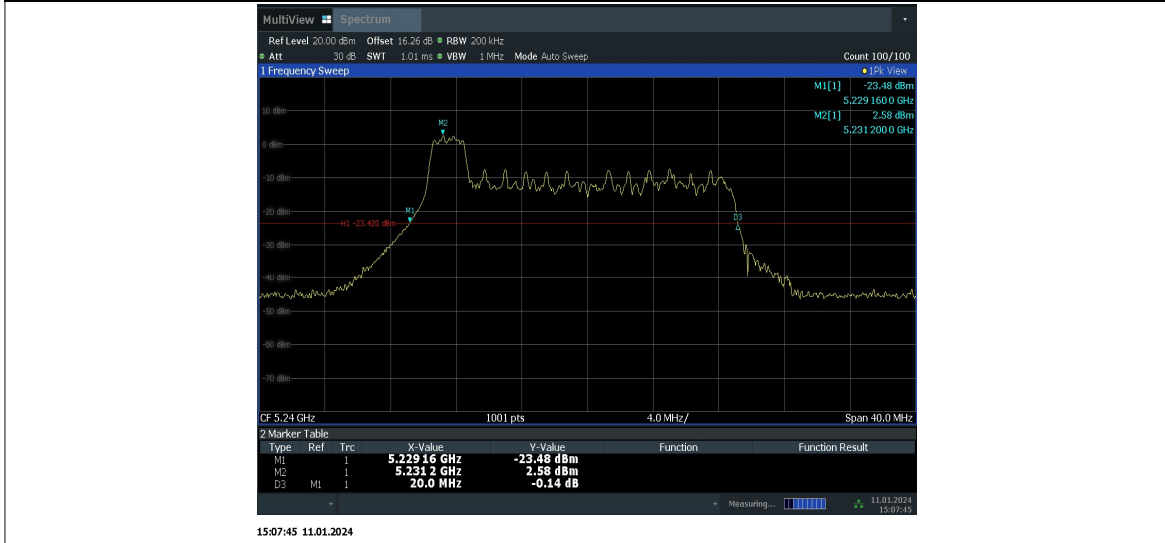 MultiView Spectrum
Ref Level 20.00 dBm Offset 16.26 dB RBW 200 kHz
Att 30 dB SWT 1.01 ms VBW 1 MHz Mode Auto Sweep Count 100/100
1 Frequency Sweep 1Pk View
M1[1] -23.48 dBm
5.229 160 0 GHz
M2[1] 2.58 dBm
5.231 200 0 GHz
10 dBm
M2
0 dBm
-10 dBm
-20 dBm
M1
H1 -23.420 dBm
D3
-30 dBm
-40 dBm
-50 dBm
-60 dBm
-70 dBm
CF 5.24 GHz 1001 pts 4.0 MHz/ Span 40.0 MHz
2 Marker Table
Type Ref Trc X-Value Y-Value Function Function Result
M1 1 5.229 16 GHz -23.48 dBm
M2 1 5.231 2 GHz 2.58 dBm
D3 M1 1 20.0 MHz -0.14 dB
Measuring... 11.01.2024
15:07:45
15:07:45 11.01.2024